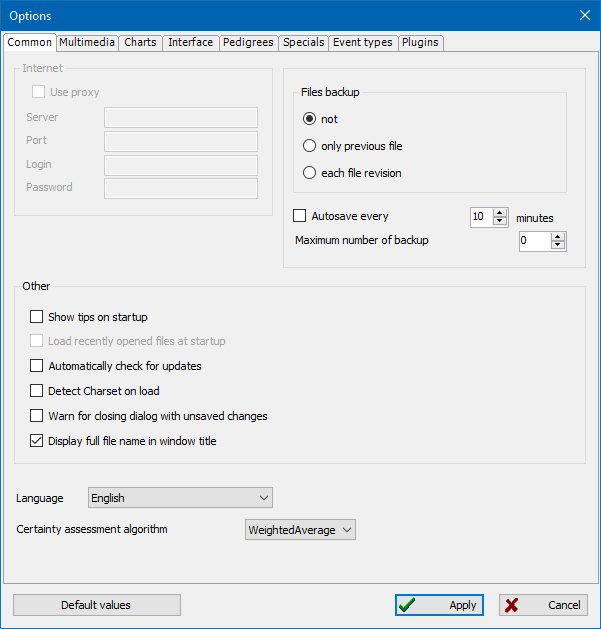 Options
Common Multimedia Charts Interface Pedigrees Specials Event types Plugins
Internet
Use proxy
Server
Port
Login
Password
Files backup
not
only previous file
each file revision
Autosave every 10 minutes
Maximum number of backup 0
Other
Show tips on startup
Load recently opened files at startup
Automatically check for updates
Detect Charset on load
Warn for closing dialog with unsaved changes
Display full file name in window title
Language English
Certainty assessment algorithm WeightedAverage
Default values Apply Cancel